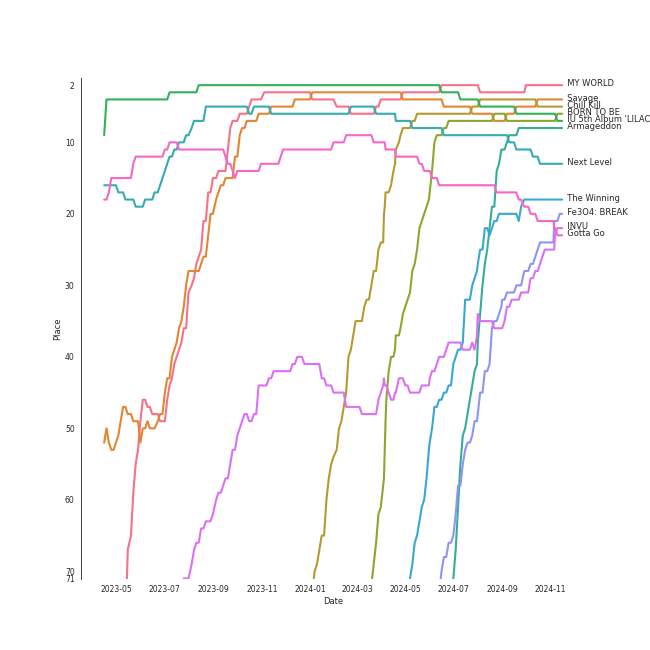 2
10
20
30
40
50
60
70
71
Place
2023-05
2023-07
2023-09
2023-11
2024-01
2024-03
2024-05
2024-07
2024-09
2024-11
Date
MY WORLD
Savage
Chill Kill
BORN TO BE
IU 5th Album 'LILAC
Armageddon
Next Level
The Winning
Fe3O4: BREAK
INVU
Gotta Go